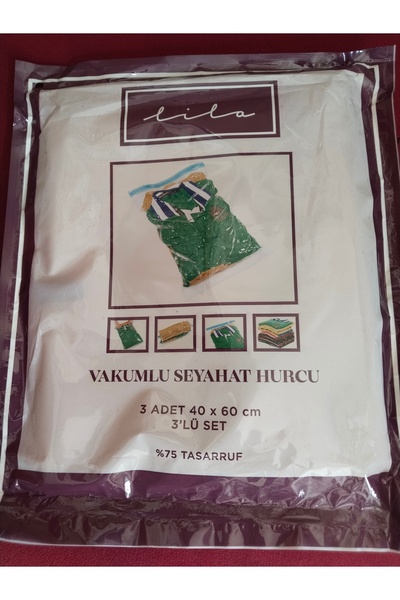 lila
VAKUMLU SEYAHAT HURCU
3 ADET 40 x 60 cm
3'LÜ SET
%75 TASARRUF